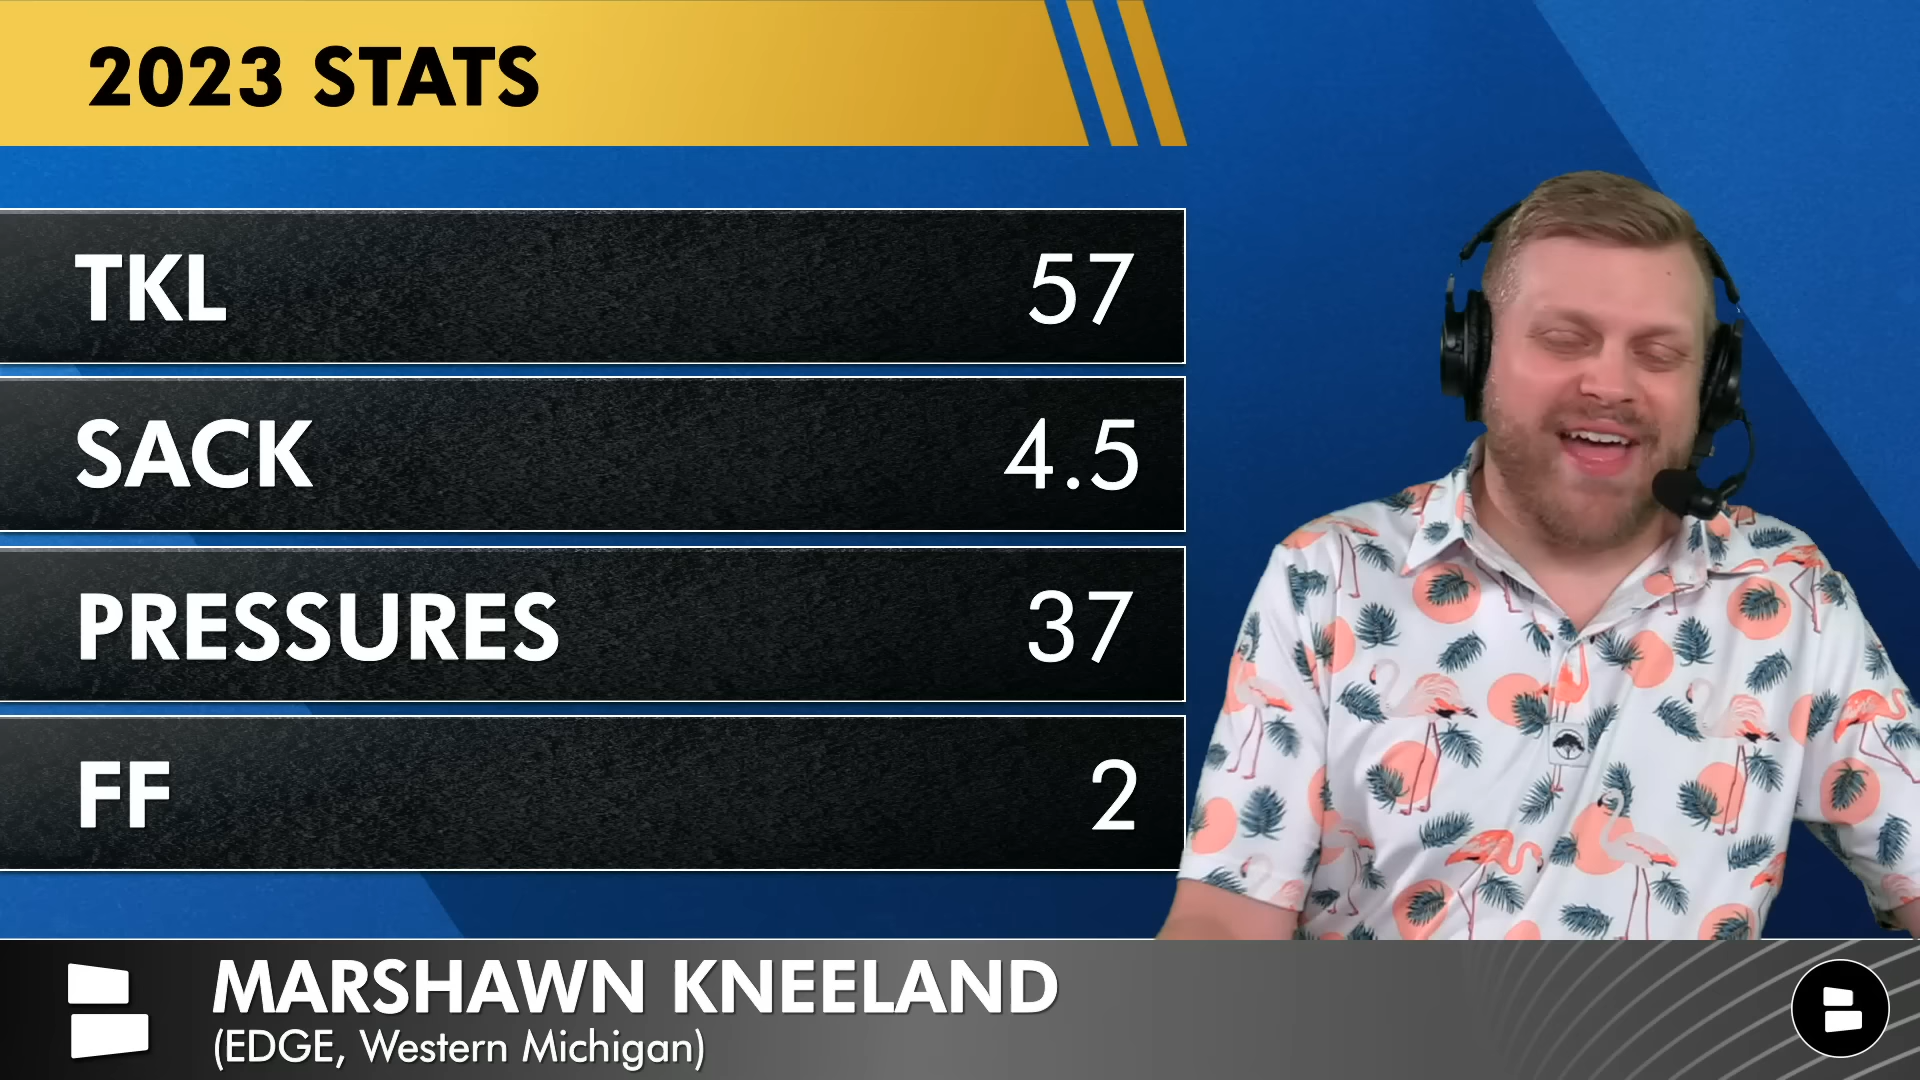 2023 STATS
TKL 57
SACK 4.5
PRESSURES 37
FF 2
MARSHAWN KNEELAND
(EDGE, Western Michigan)